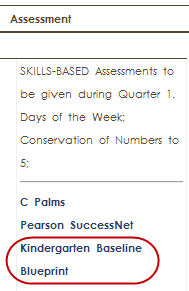 Assessment
SKILLS-BASED Assessments to
be given during Quarter 1.
Days of the Week;
Conservation of Numbers to
5;
C Palms
Pearson SuccessNet
Kindergarten Baseline
Blueprint